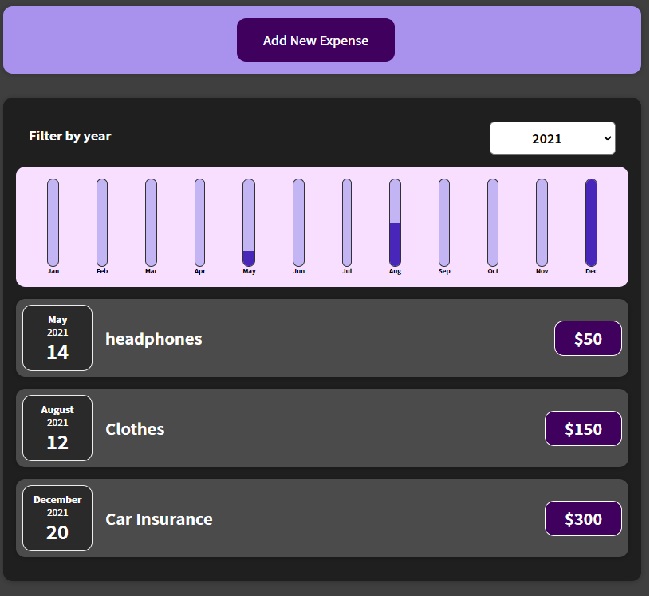 Add New Expense
Filter by year
2021
Jan Feb Mar Apr May Jun Jul Aug Sep Oct Nov Dec
May
2021
14
headphones
$50
August
2021
12
Clothes
$150
December
2021
20
Car Insurance
$300